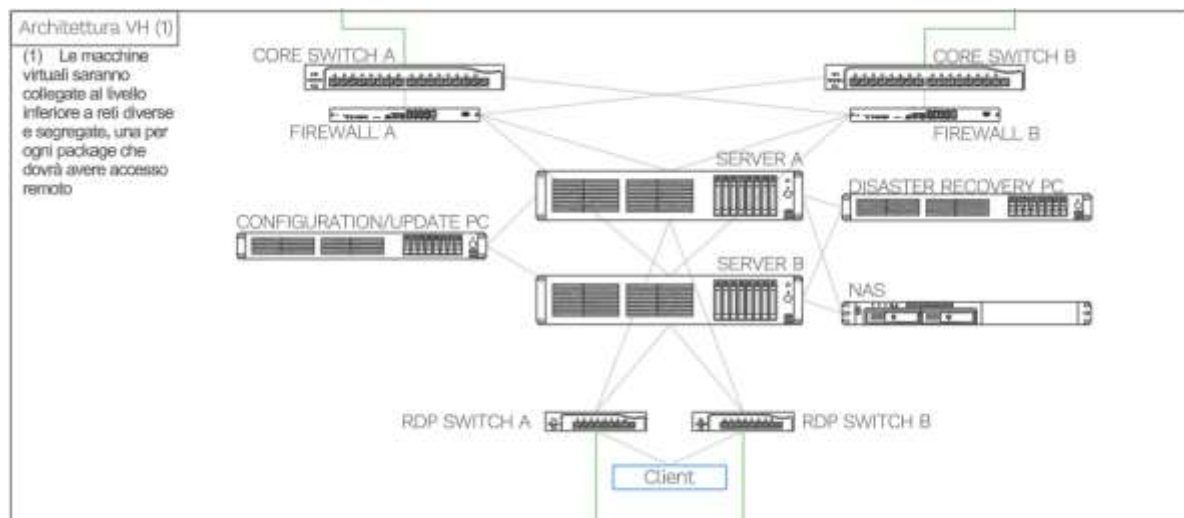 Architettura VH (1)
(1) Le macchine
virtuali saranno
collegate al livello
inferiore a reti diverse
e segregate, una per
ogni package che
dovrà avere accesso
remoto
CORE SWITCH A
CORE SWITCH B
FIREWALL A
FIREWALL B
SERVER A
DISASTER RECOVERY PC
CONFIGURATION/UPDATE PC
SERVER B
NAS
RDP SWITCH A
RDP SWITCH B
Client